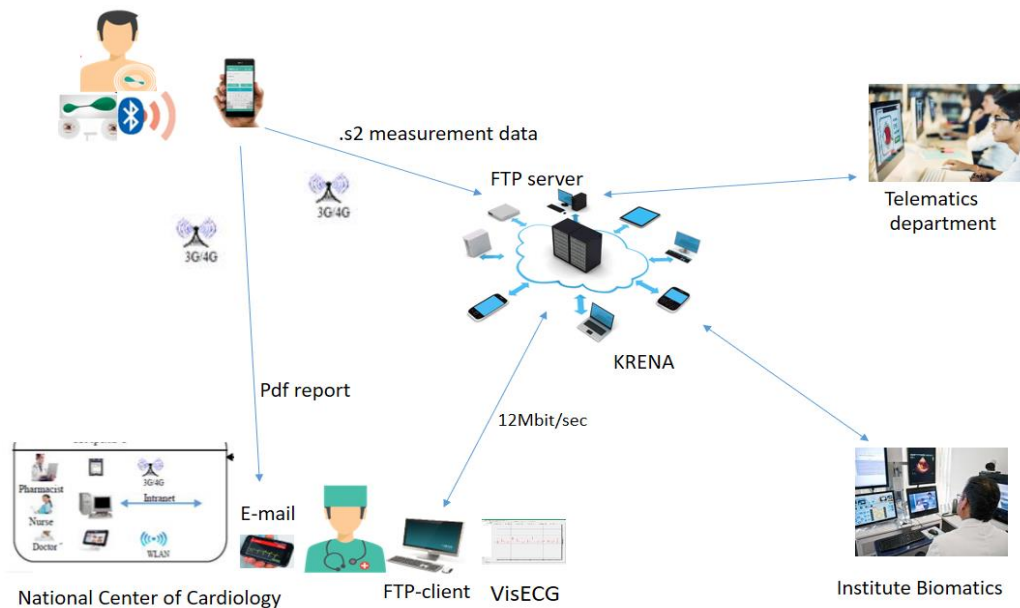 .s2 measurement data
FTP server
3G/4G
3G/4G
Telematics
department
KRENA
Pdf report
12Mbit/sec
3G/4G
Pharmacist
Intranet
Nurse
Doctor
WLAN
E-mail
FTP-client
VisECG
National Center of Cardiology
Institute Biomatics